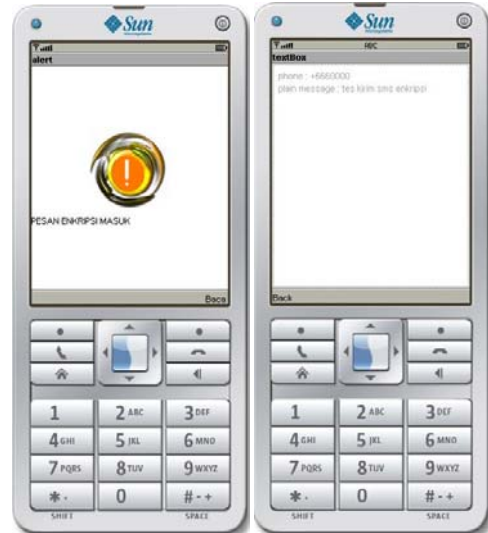 Sun
alert
PESAN ENKRIPSI MASUK
Baca
1
2 ABC
3 DEF
4 GHI
5 JKL
6 MNO
7 PQRS
8 TUV
9 WXYZ
* .
0
# - +
SHIFT
SPACE
Sun
ABC
textBox
phone : +6660000
plain message : tes kirim sms enkripsi
Back
1
2 ABC
3 DEF
4 GHI
5 JKL
6 MNO
7 PQRS
8 TUV
9 WXYZ
* .
0
# - +
SHIFT
SPACE